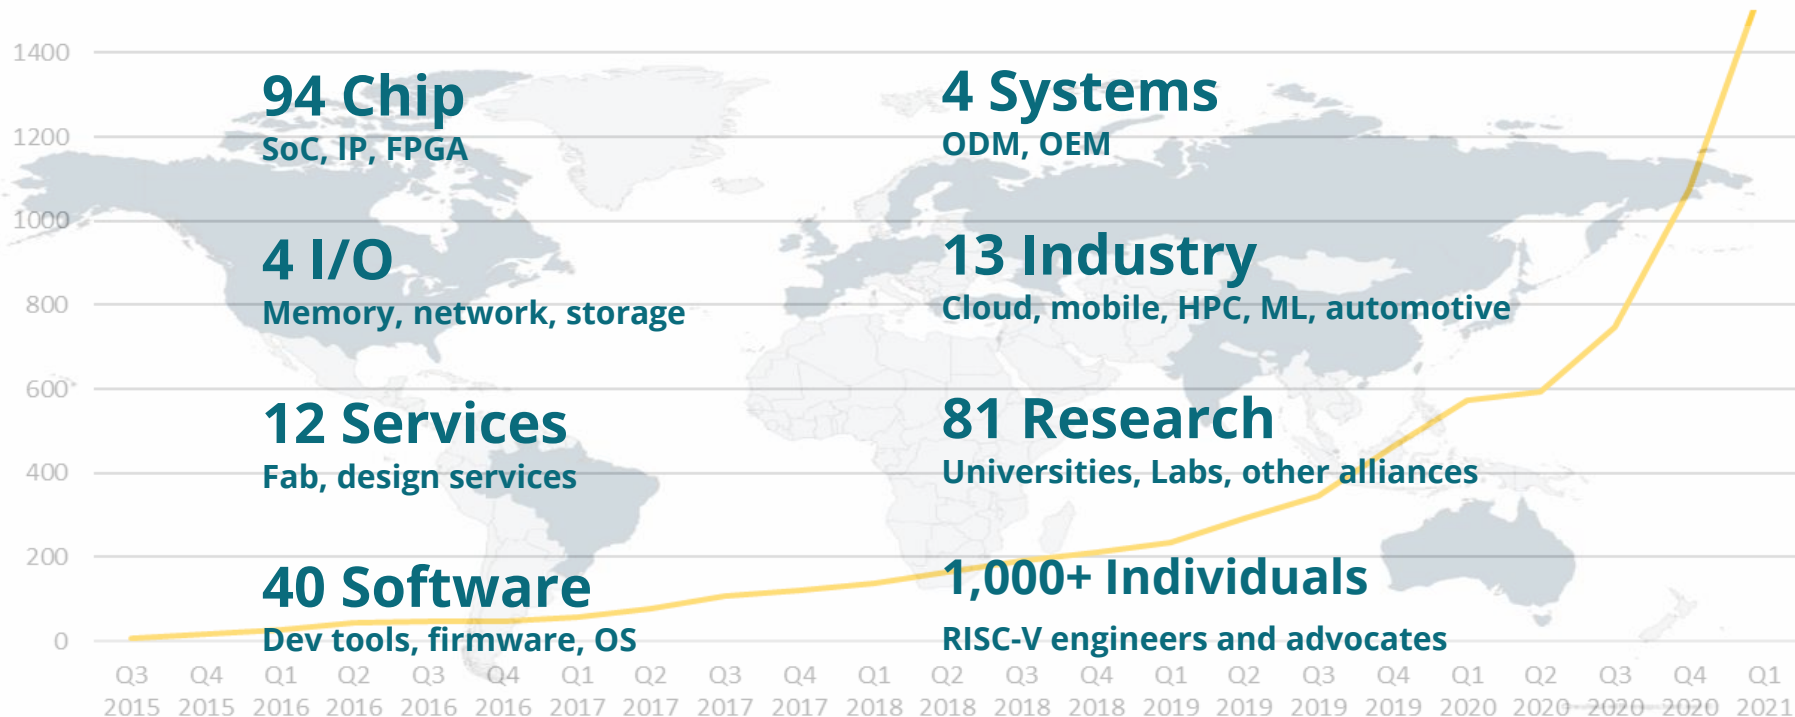 1400
1200
1000
800
600
400
200
0
94 Chip
SoC, IP, FPGA
4 I/O
Memory, network, storage
12 Services
Fab, design services
40 Software
Dev tools, firmware, OS
4 Systems
ODM, OEM
13 Industry
Cloud, mobile, HPC, ML, automotive
81 Research
Universities, Labs, other alliances
1,000+ Individuals
RISC-V engineers and advocates
Q3 Q4 Q1 Q2 Q3 Q4 Q1 Q2 Q3 Q4 Q1 Q2 Q3 Q4 Q1 Q2 Q3 Q4 Q1 Q2 Q3 Q4 Q1
2015 2015 2016 2016 2016 2016 2017 2017 2017 2017 2018 2018 2018 2018 2019 2019 2019 2019 2020 2020 2020 2020 2021